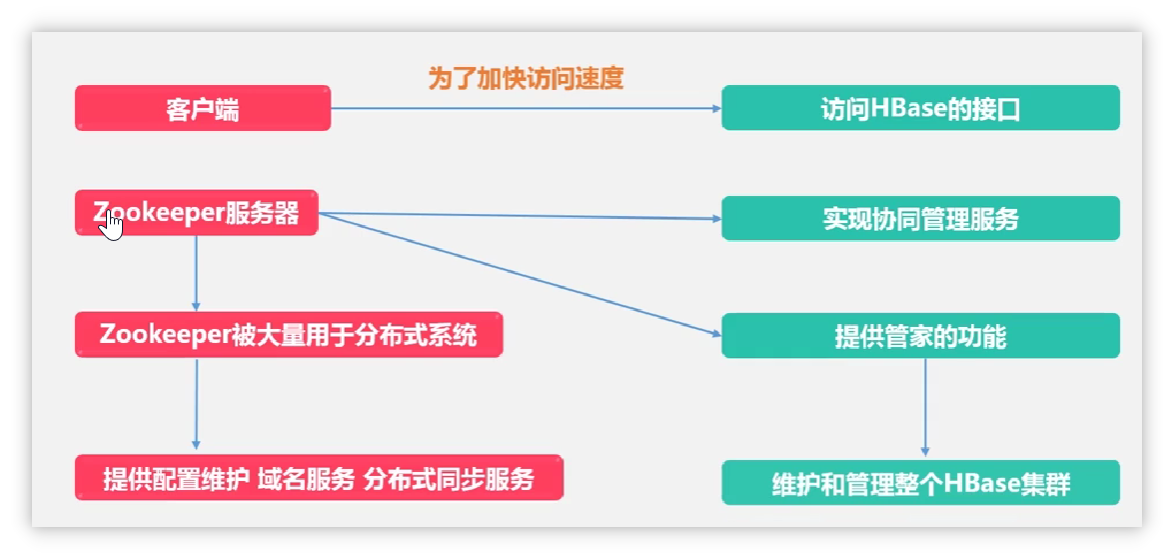 为了加快访问速度
客户端
访问HBase的接口
Zookeeper服务器
实现协同管理服务
Zookeeper被大量用于分布式系统
提供管家的功能
提供配置维护 域名服务 分布式同步服务
维护和管理整个HBase集群